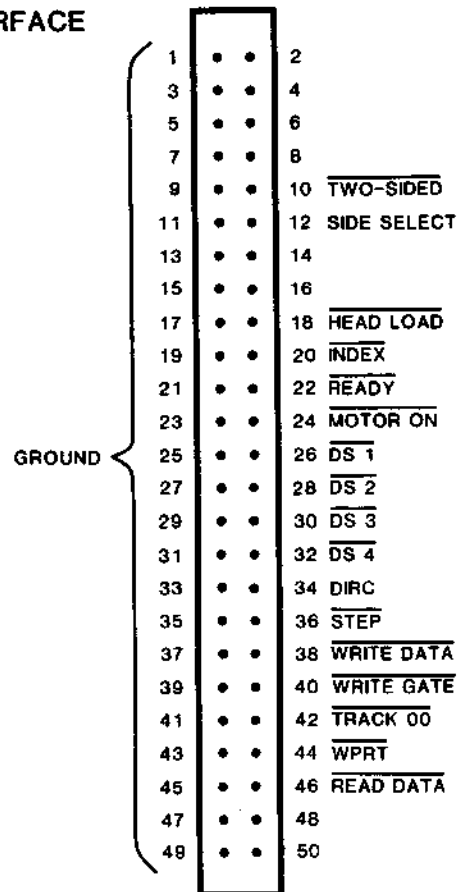 RFACE
1 2
3 4
5 6
7 8
9 10 TWO-SIDED
11 12 SIDE SELECT
13 14
15 16
17 18 HEAD LOAD
19 20 INDEX
21 22 READY
23 24 MOTOR ON
GROUND 25 26 DS 1
27 28 DS 2
29 30 DS 3
31 32 DS 4
33 34 DIRC
35 36 STEP
37 38 WRITE DATA
39 40 WRITE GATE
41 42 TRACK 00
43 44 WPRT
45 46 READ DATA
47 48
49 50